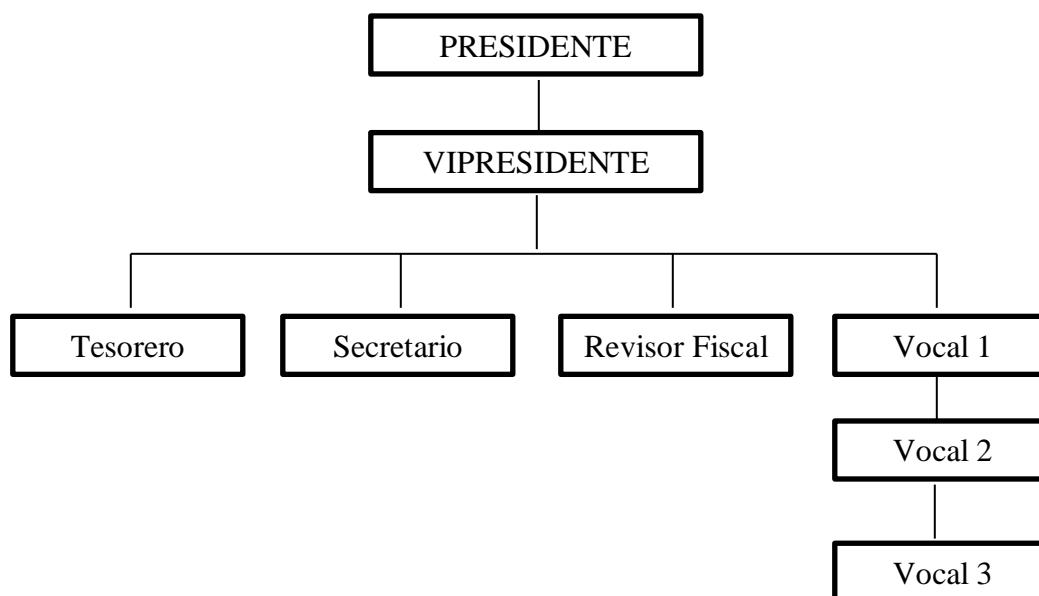 PRESIDENTE
VIPRESIDENTE
Tesorero
Secretario
Revisor Fiscal
Vocal 1
Vocal 2
Vocal 3